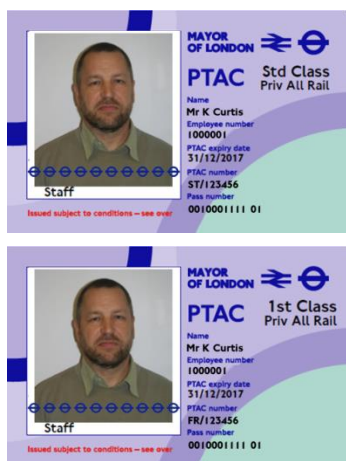 MAYOR
OF LONDON
PTAC
Std Class
Priv All Rail
Name
Mr K Curtis
Employee number
1000001
PTAC expiry date
31/12/2017
PTAC number
ST/123456
Pass number
0010001111 01
Staff
Issued subject to conditions – see over
MAYOR
OF LONDON
PTAC
1st Class
Priv All Rail
Name
Mr K Curtis
Employee number
1000001
PTAC expiry date
31/12/2017
PTAC number
FR/123456
Pass number
0010001111 01
Staff
Issued subject to conditions – see over